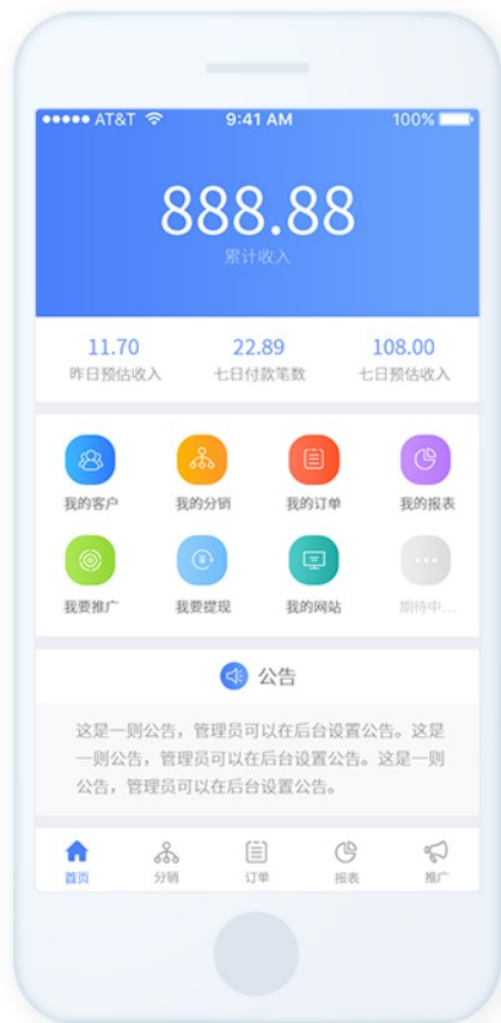 AT&T 9:41 AM 100%
888.88
累计收入
11.70 22.89 108.00
昨日预估收入 七日付款笔数 七日预估收入
我的客户 我的分销 我的订单 我的报表
我要推广 我要提现 我的网站 期待中...
公告
这是一则公告，管理员可以在后台设置公告。这是
一则公告，管理员可以在后台设置公告。这是一则
公告，管理员可以在后台设置公告。
首页 分销 订单 报表 推广